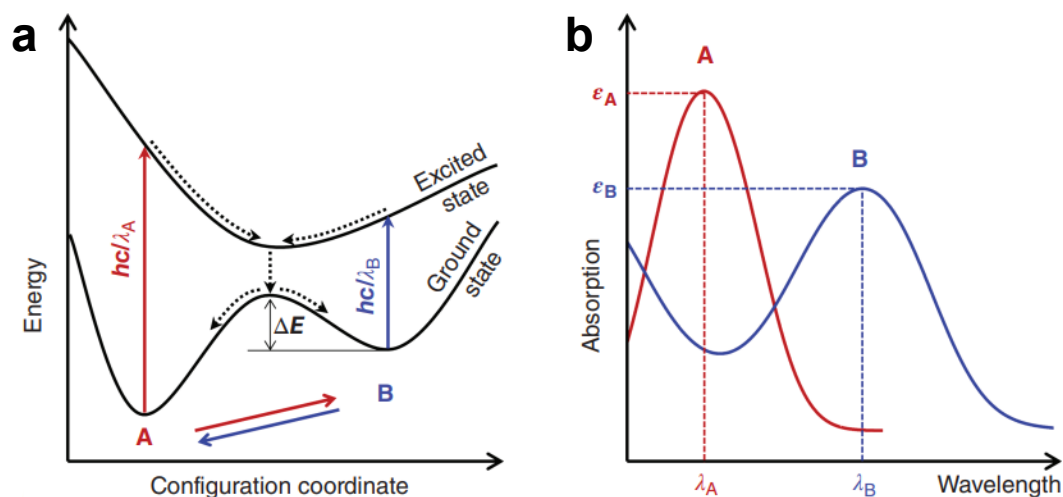 a
Energy
hc/λA
Excited
state
hc/λB
Ground
state
ΔE
A
B
Configuration coordinate
b
Absorption
εA
εB
A
B
λA
λB
Wavelength